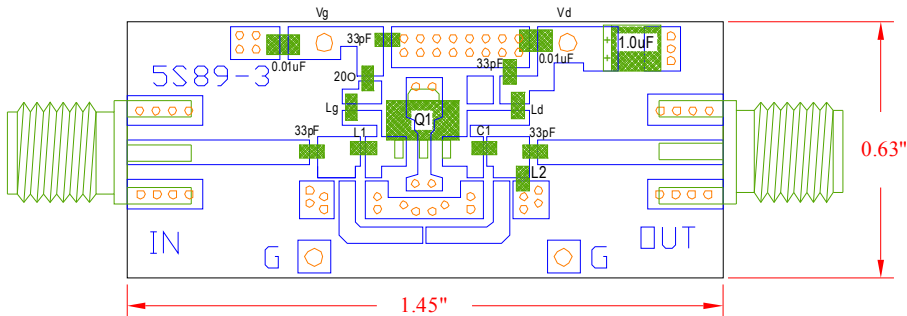 Vg Vd
33pF 1.0uF
0.01uF 33pF 0.01uF
5S89-3 20O
Lg Q1 Ld
33pF L1 C1 33pF
0.63"
L2
IN OUT
G G
1.45"